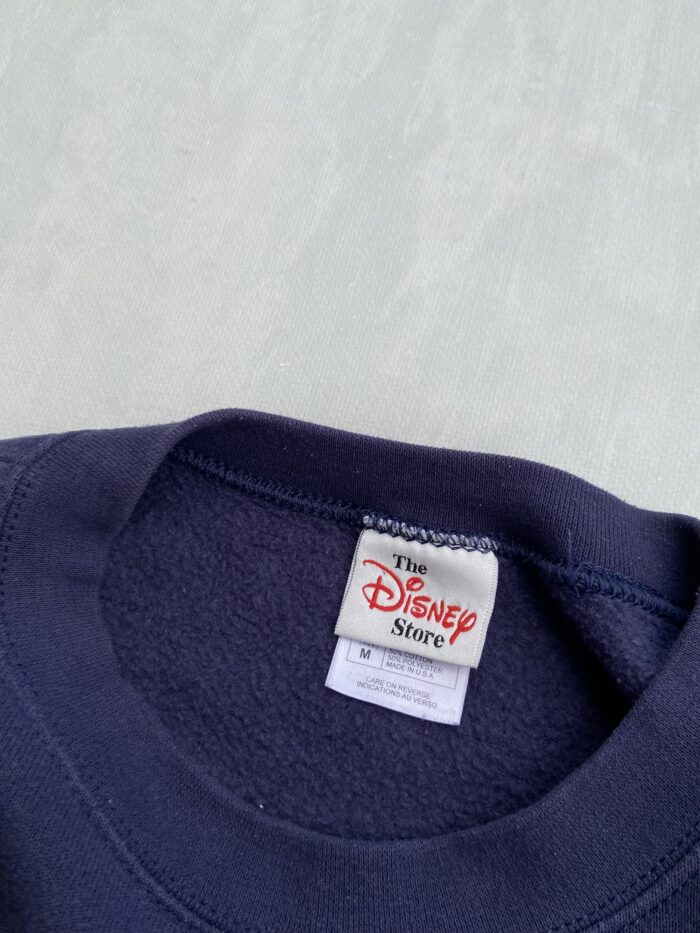 The
Disney
Store
M
50% COTTON
50% POLYESTER
MADE IN U.S.A
CARE ON REVERSE
INDICATIONS AU VERSO